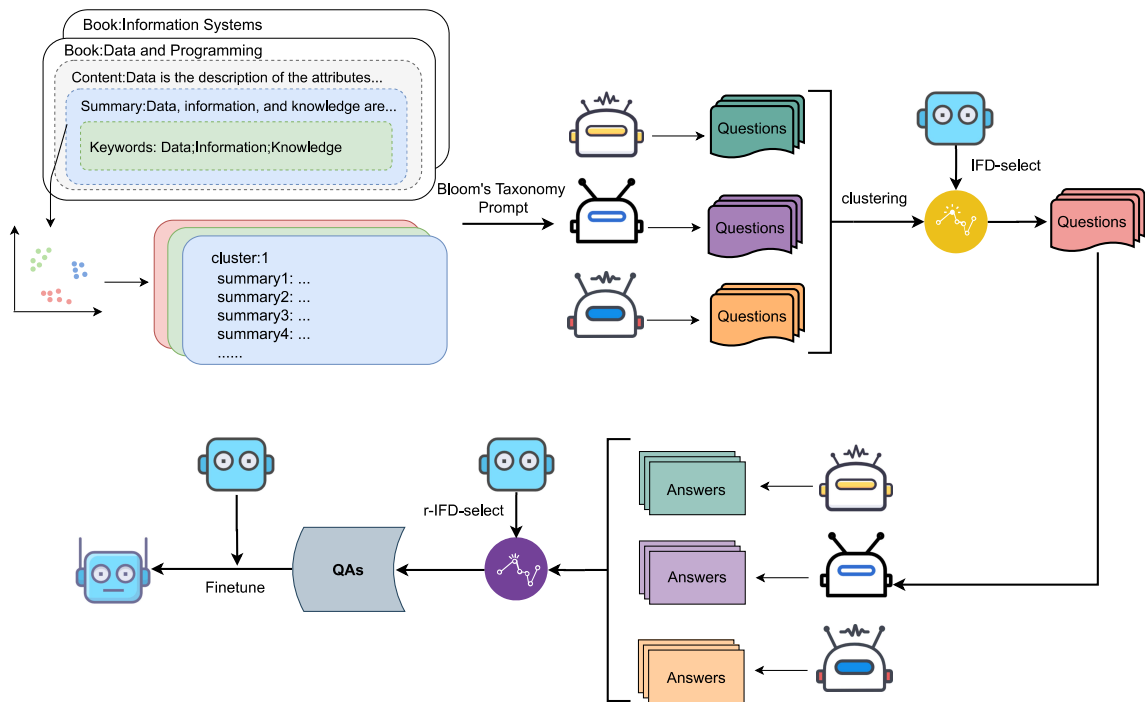 Book:Information Systems
Book:Data and Programming
Content:Data is the description of the attributes...
Summary:Data, information, and knowledge are...
Keywords: Data;Information;Knowledge
cluster:1
summary1: ...
summary2: ...
summary3: ...
summary4: ...
......
Bloom's Taxonomy
Prompt
Questions
Questions
Questions
clustering
IFD-select
Questions
Answers
Answers
Answers
r-IFD-select
QAs
Finetune